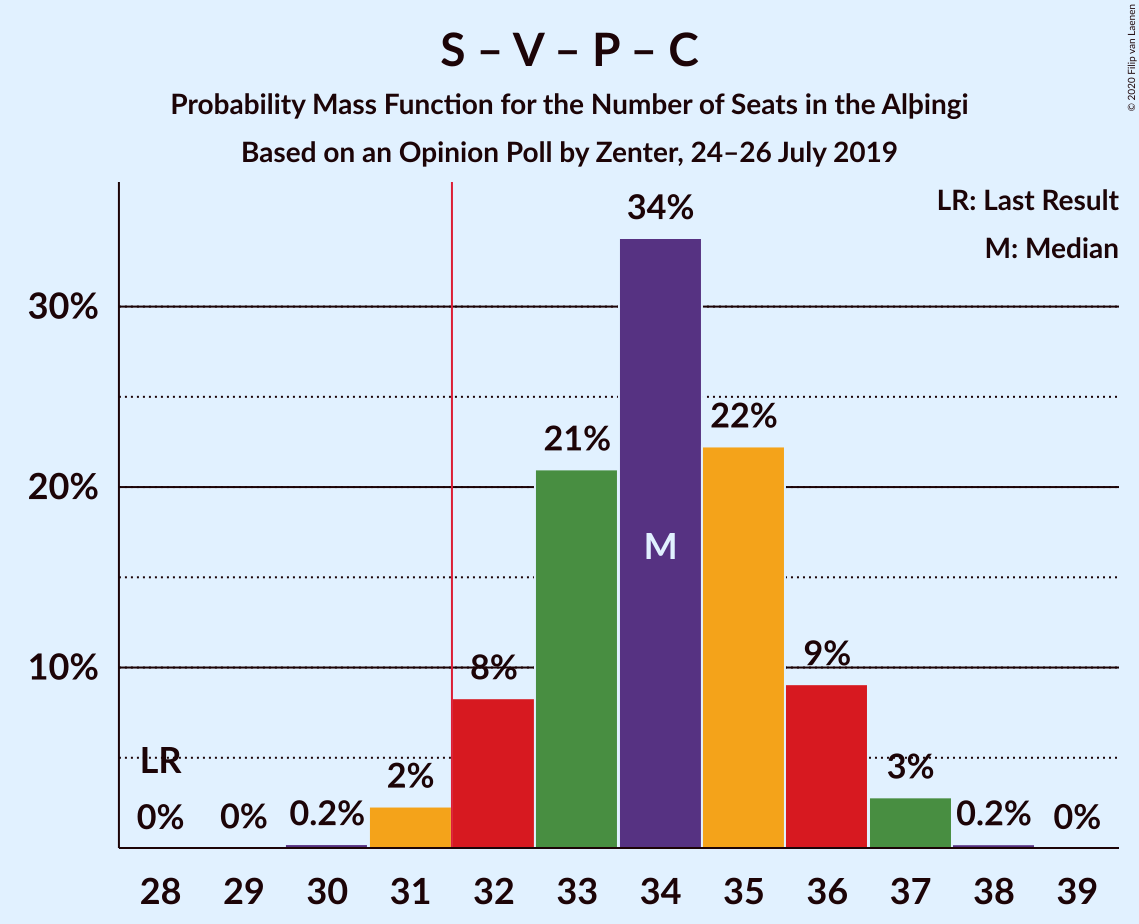 S – V – P – C
Probability Mass Function for the Number of Seats in the Alþingi
Based on an Opinion Poll by Zenter, 24–26 July 2019
© 2020 Filip van Laenen
LR: Last Result
M: Median
34%
30%
22%
21%
20%
M
10%
8%
9%
LR
2%
3%
0%
0%
0.2%
0.2%
0%
28 29 30 31 32 33 34 35 36 37 38 39